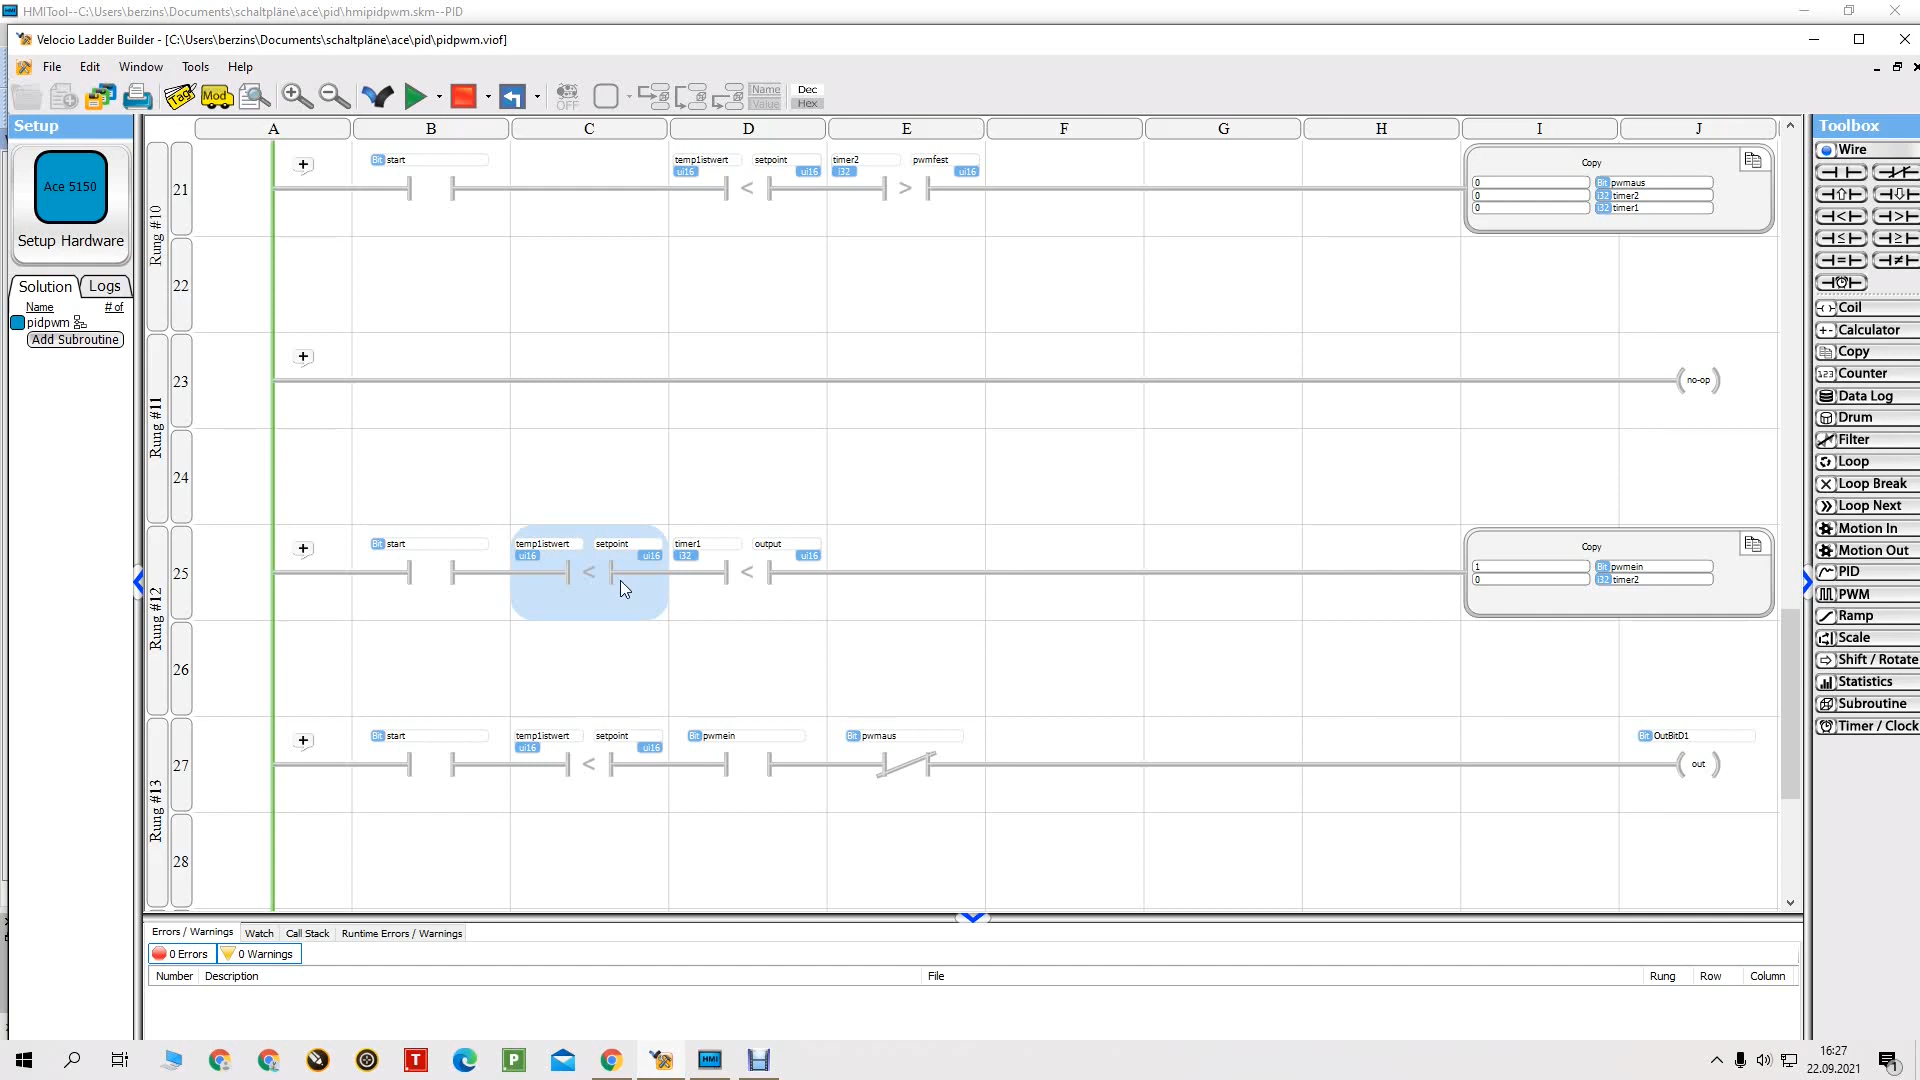 HMITool--C:\Users\berzins\Documents\schaltpläne\ace\pid\hmipidpwm.skm--PID
Velocio Ladder Builder - [C:\Users\berzins\Documents\schaltpläne\ace\pid\pidpwm.viof]
File Edit Window Tools Help
Tag Mod OFF Name Value Dec Hex
Setup
Ace 5150
Setup Hardware
Solution Logs
Name # of
pidpwm
Add Subroutine
A B C D E F G H I J
Rung #10
21
+
Bit start
temp1istwert setpoint
ui16 ui16
<
timer2 pwmfest
i32 ui16
>
Copy
0 Bit pwmaus
0 i32 timer2
0 i32 timer1
22
Rung #11
23
+
no-op
24
Rung #12
25
+
Bit start
temp1istwert setpoint
ui16 ui16
<
timer1 output
i32 ui16
<
Copy
1 Bit pwmein
0 i32 timer2
26
Rung #13
27
+
Bit start
temp1istwert setpoint
ui16 ui16
<
Bit pwmein
Bit pwmaus
Bit OutBitD1
out
28
Toolbox
Wire
Coil
Calculator
Copy
123 Counter
Data Log
Drum
Filter
Loop
Loop Break
Loop Next
Motion In
Motion Out
PID
PWM
Ramp
Scale
Shift / Rotate
Statistics
Subroutine
Timer / Clock
Errors / Warnings Watch Call Stack Runtime Errors / Warnings
0 Errors 0 Warnings
Number Description File Rung Row Column
T P HMI
16:27
22.09.2021
1